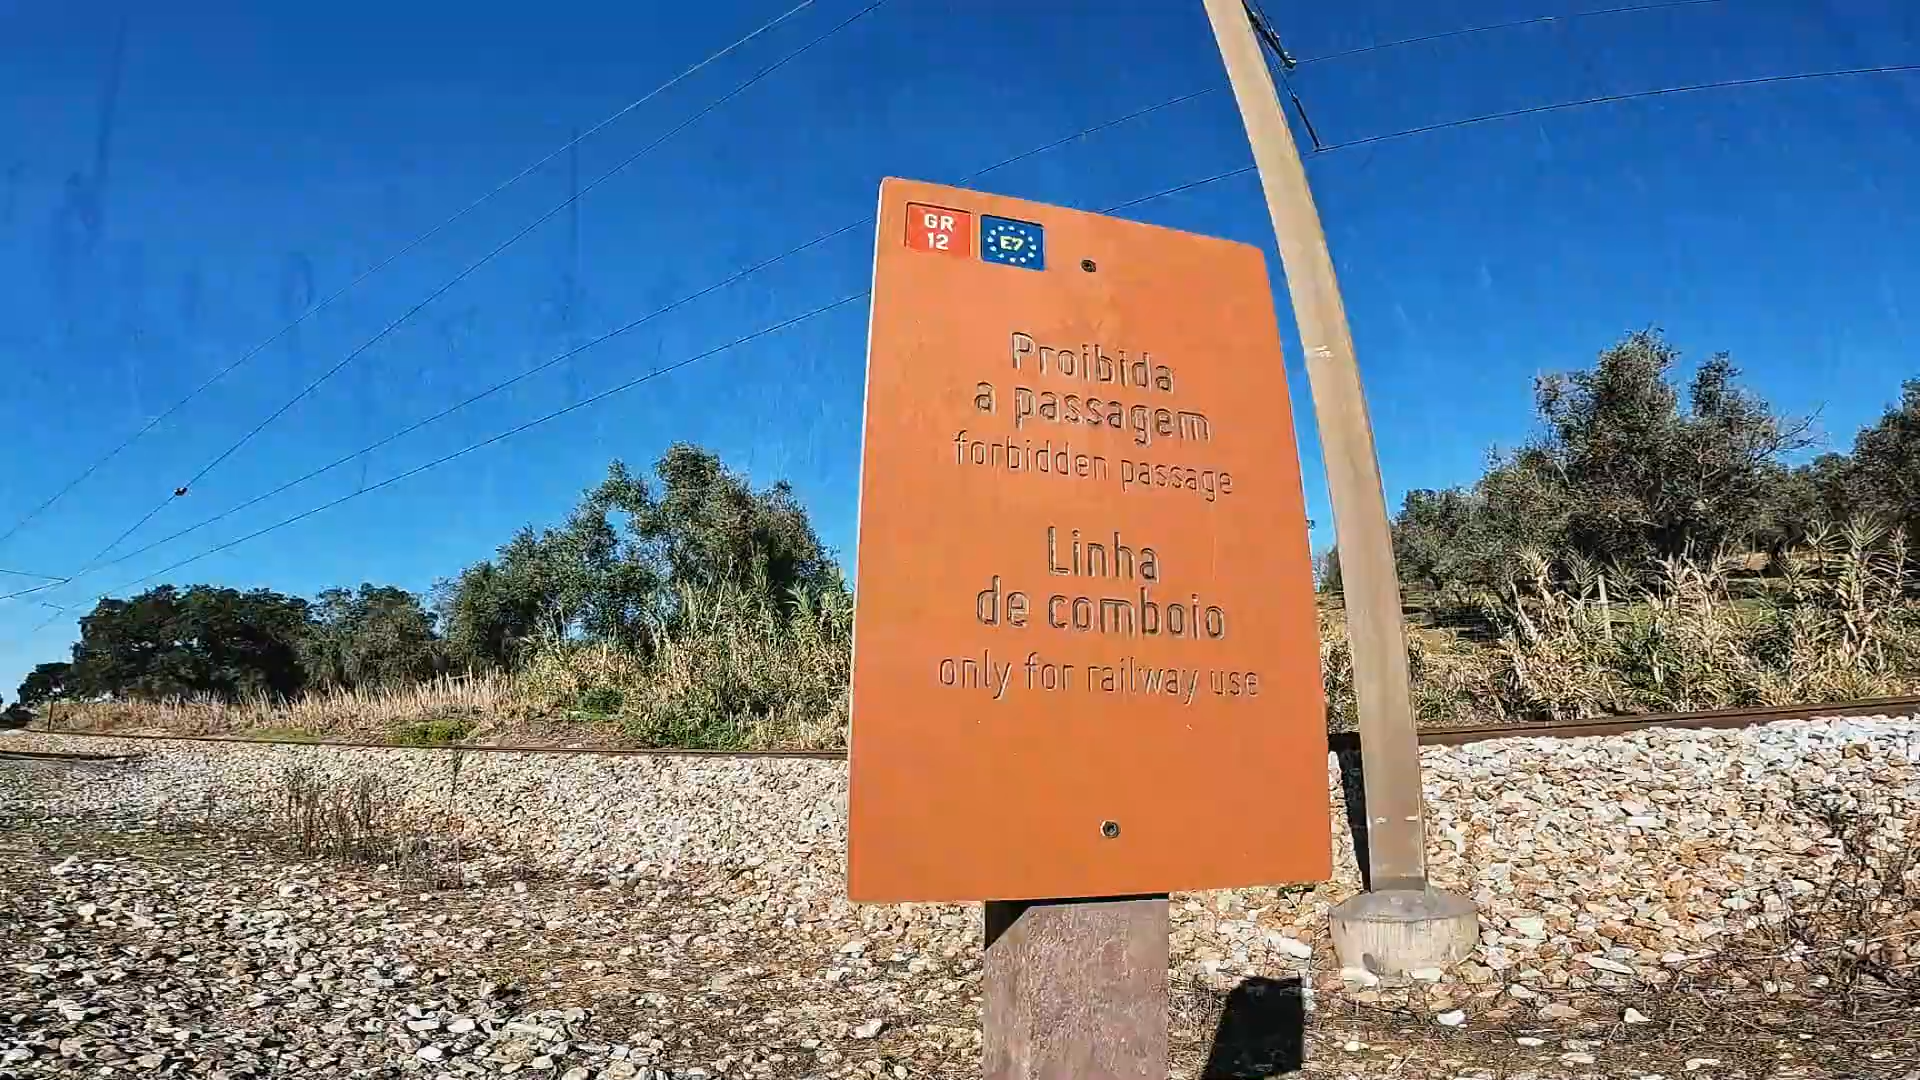 GR
12
E7
Proibida
a passagem
forbidden passage
Linha
de comboio
only for railway use